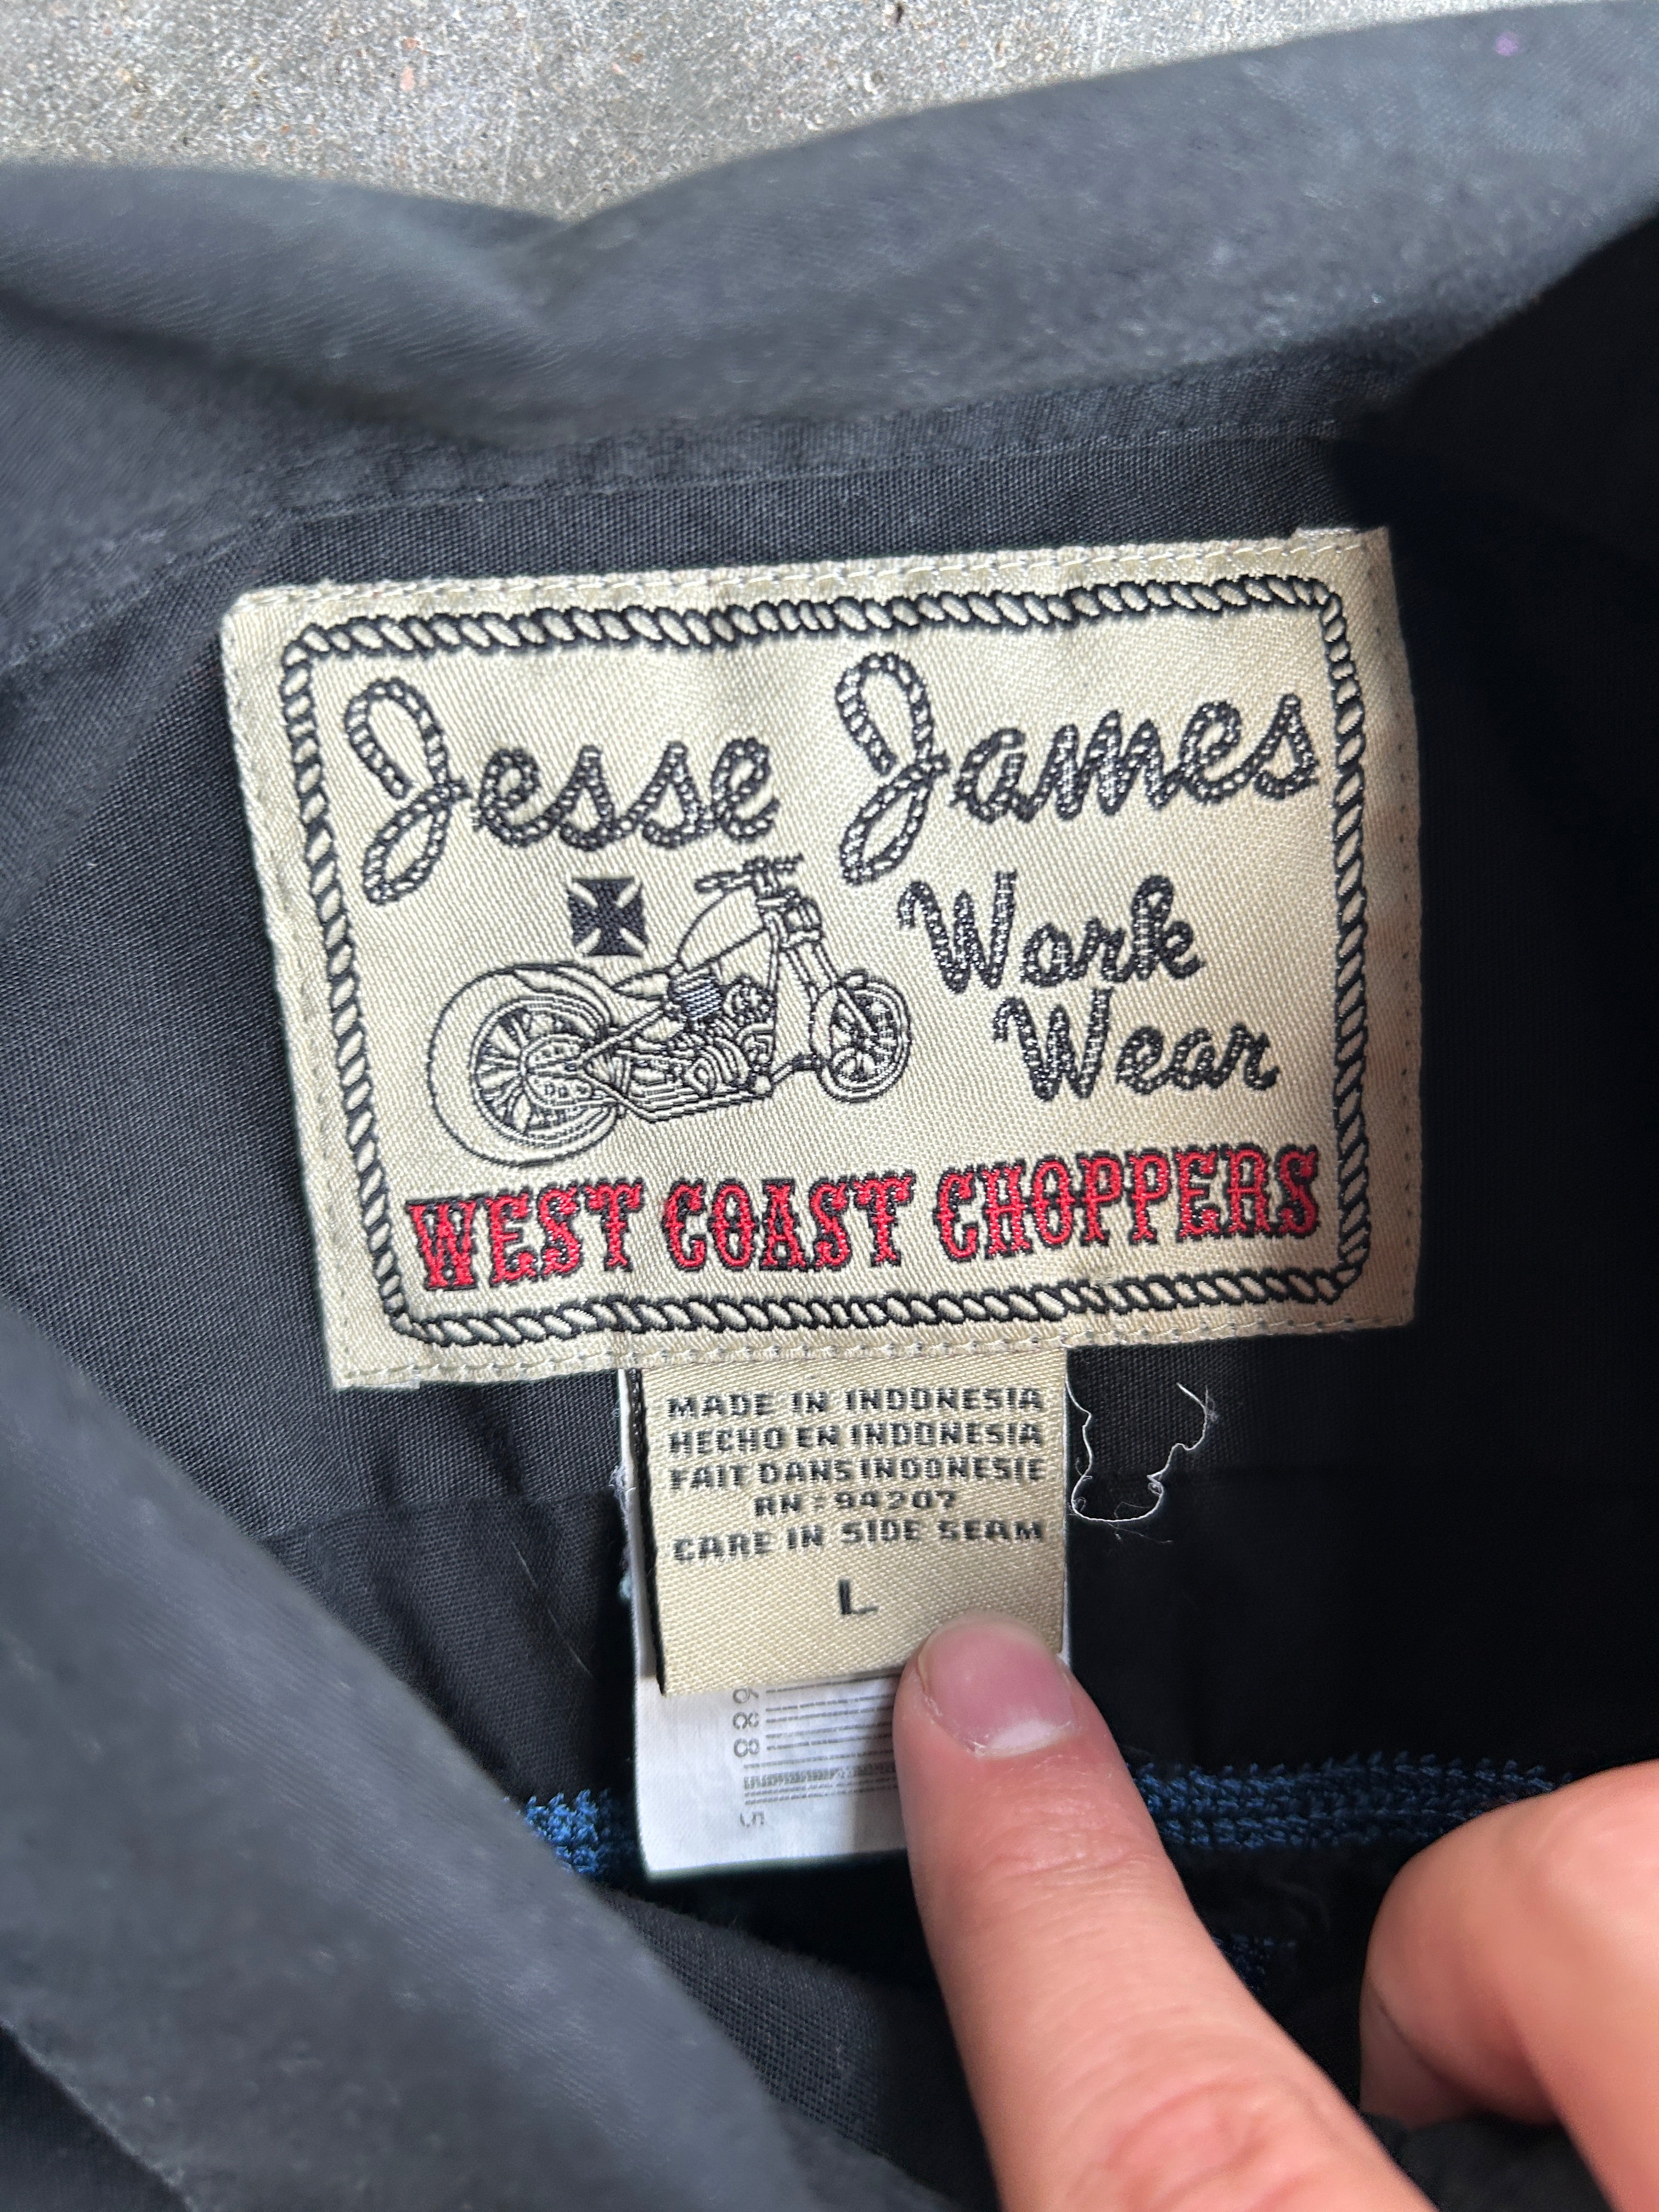 Jesse James
Work
Wear
WEST COAST CHOPPERS
MADE IN INDONESIA
HECHO EN INDONESIA
FAIT DANS INDONESIE
RN: 94207
CARE IN SIDE SEAM
L